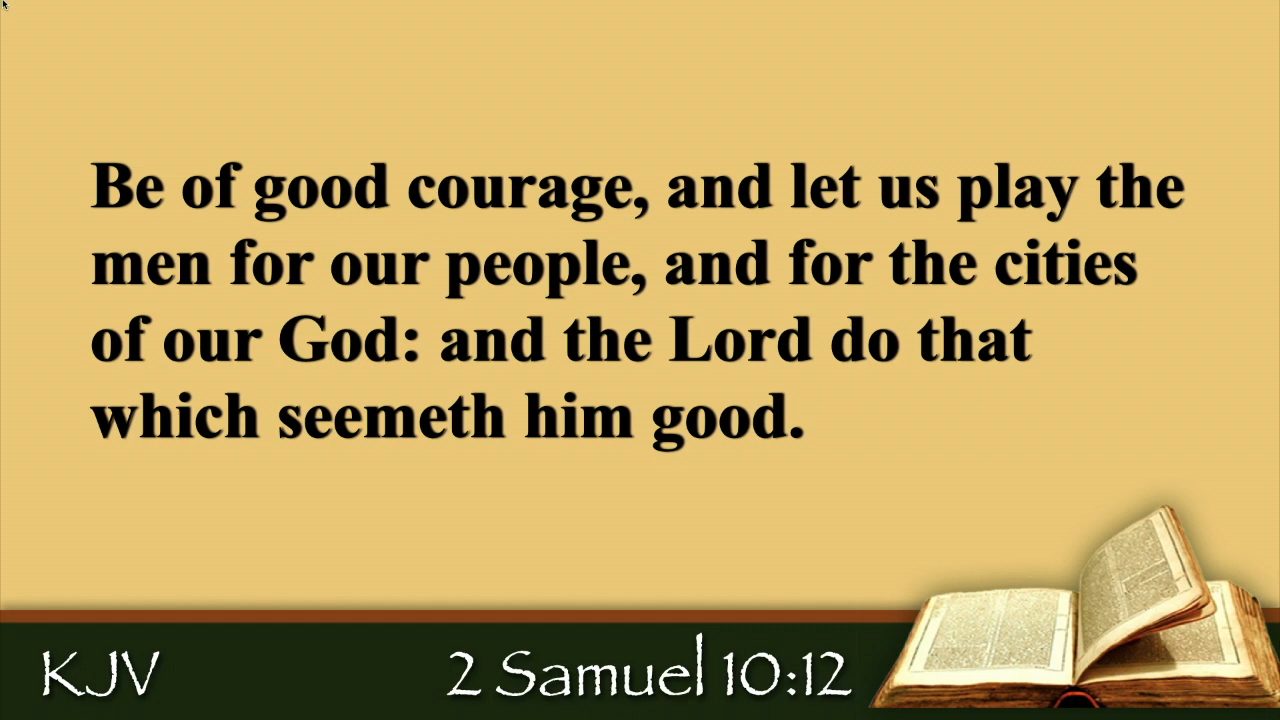 Be of good courage, and let us play the
men for our people, and for the cities
of our God: and the Lord do that
which seemeth him good.
KJV
2 Samuel 10:12